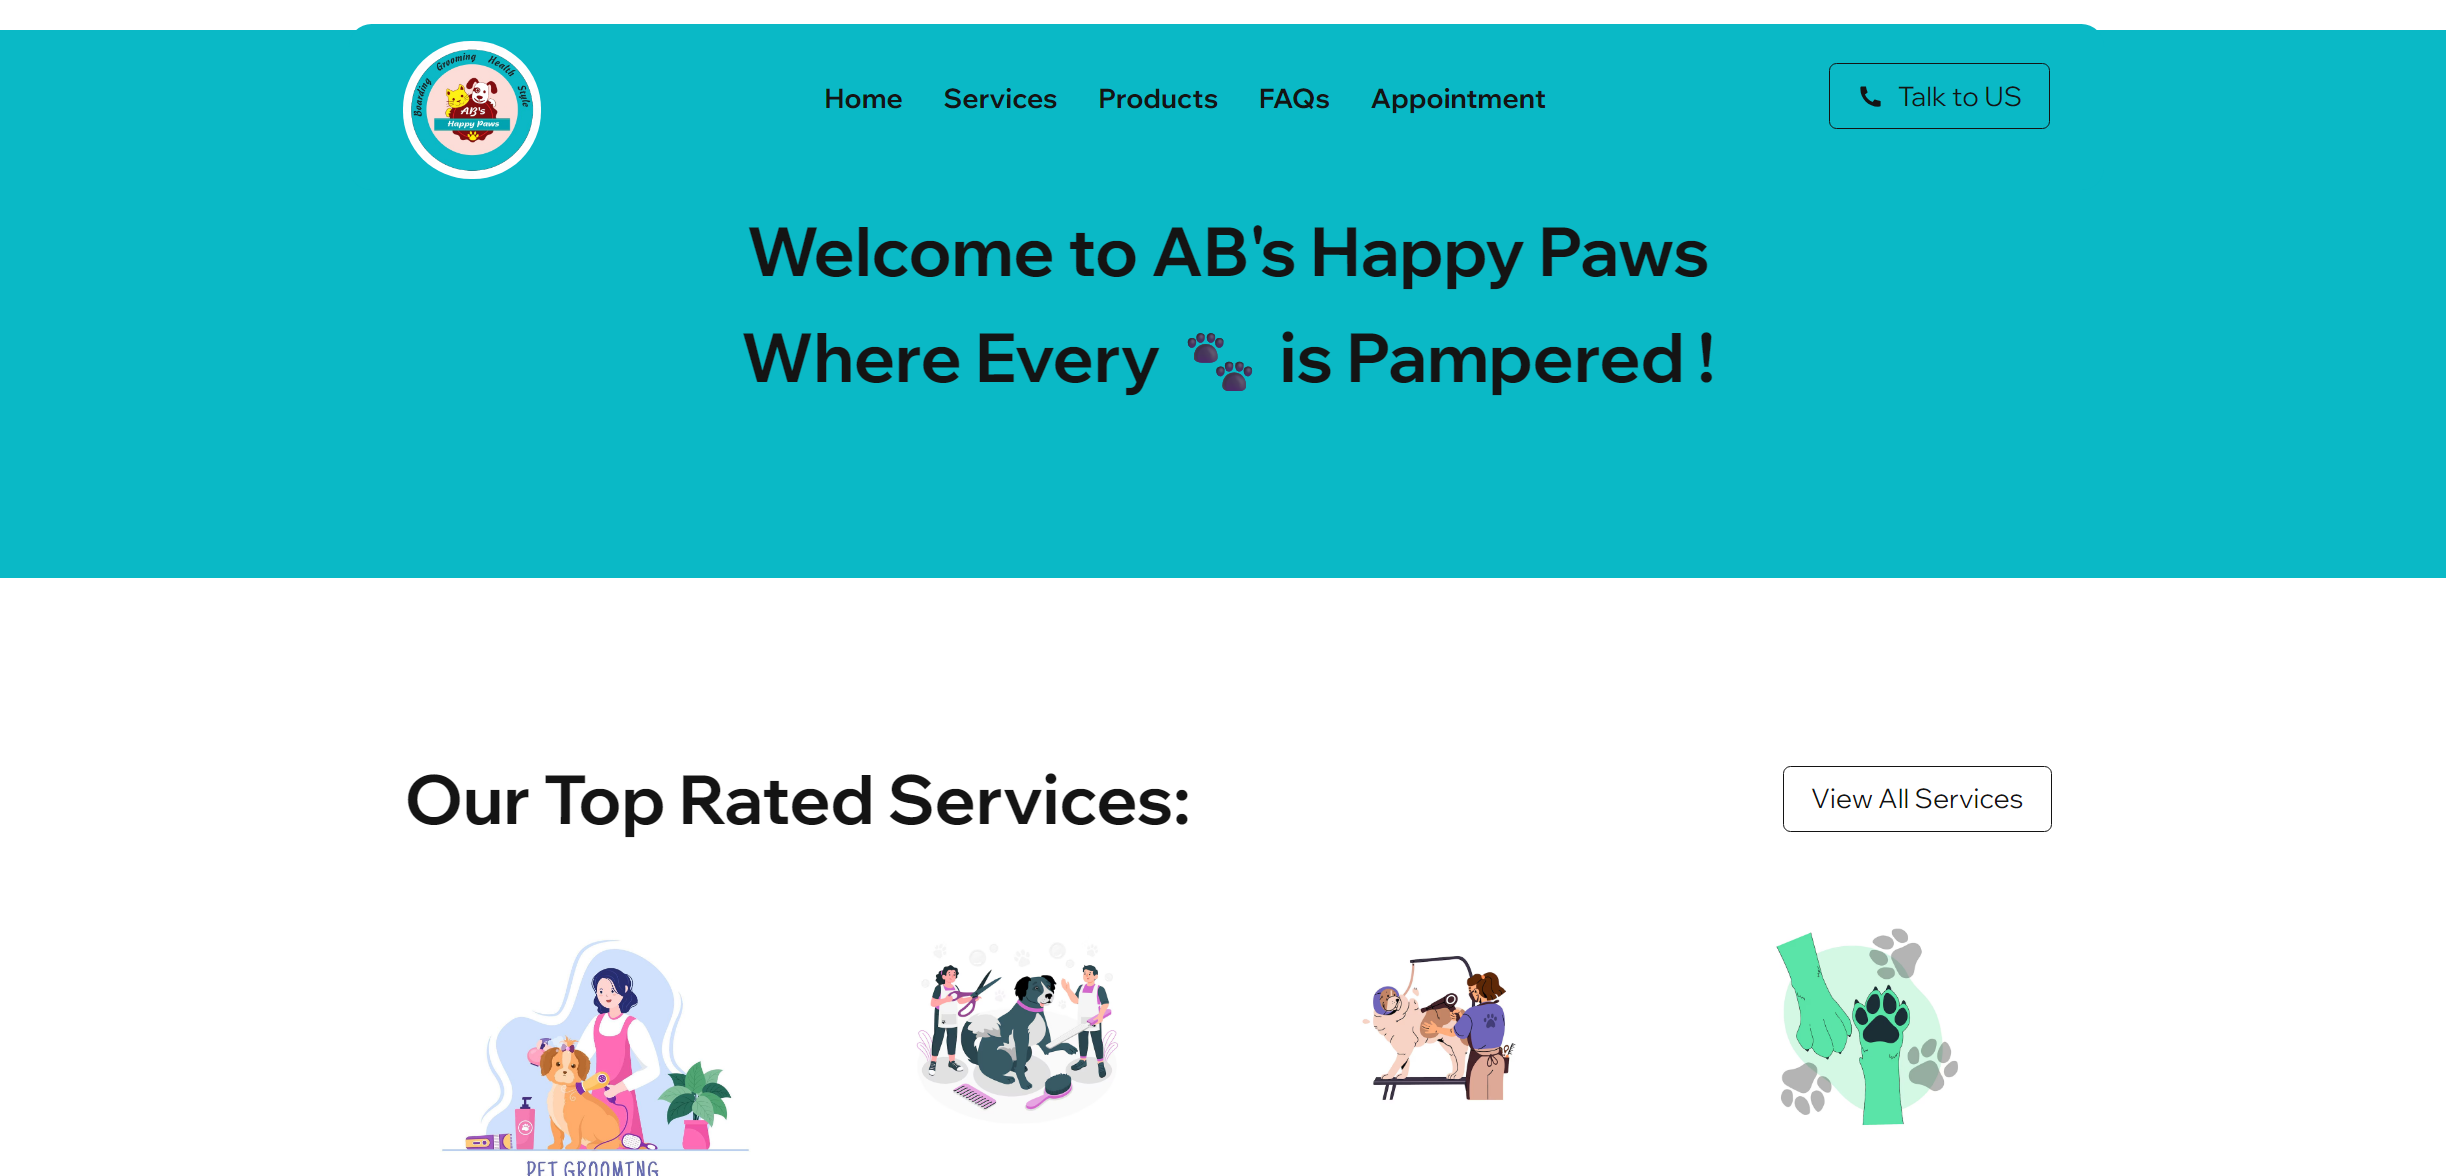 Boarding Grooming Health Style
AB's
Happy Paws
Home Services Products FAQs Appointment
Talk to US
Welcome to AB's Happy Paws
Where Every 🐾 is Pampered !
Our Top Rated Services:
View All Services
PET GROOMING